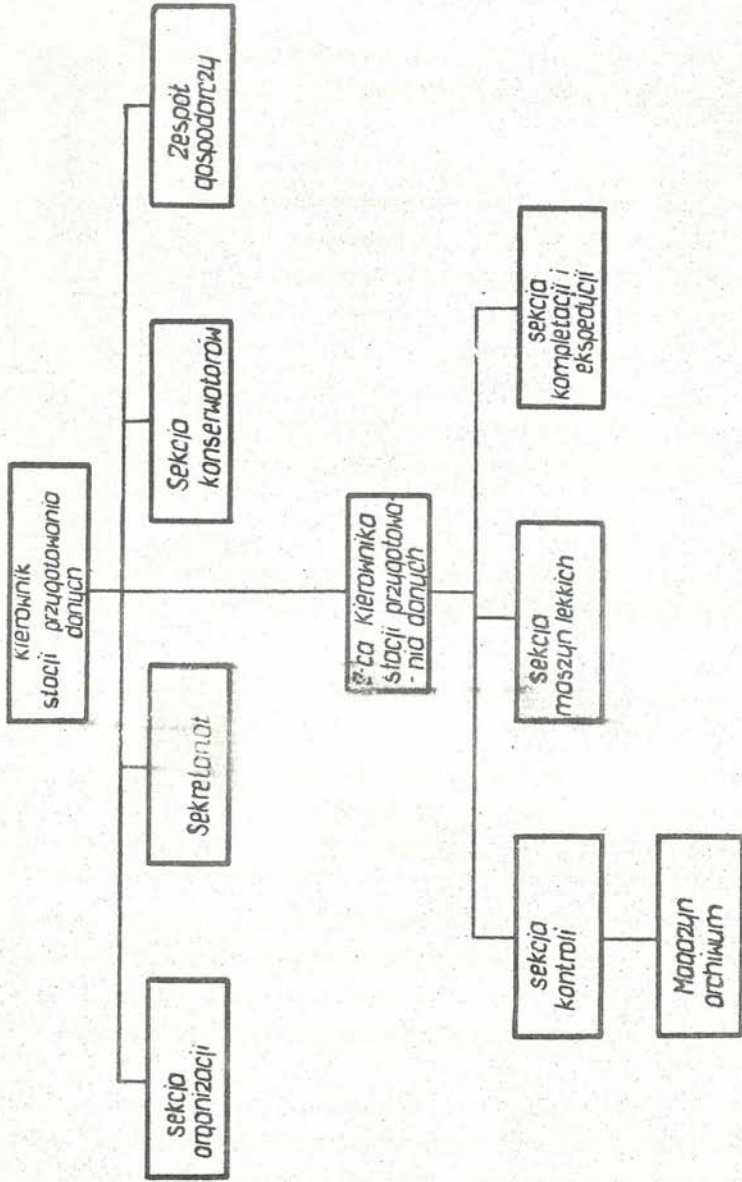 kierownik
stacji przygotowania
danych
sekcja
organizacji
Sekretariat
Sekcja
konserwatorów
Zespół
gospodarczy
z-ca kierownika
stacji przygotowa-
-nia danych
sekcja
kontroli
sekcja
maszyn lekkich
sekcja
kompletacji i
ekspedycji
Magazyn
archiwum